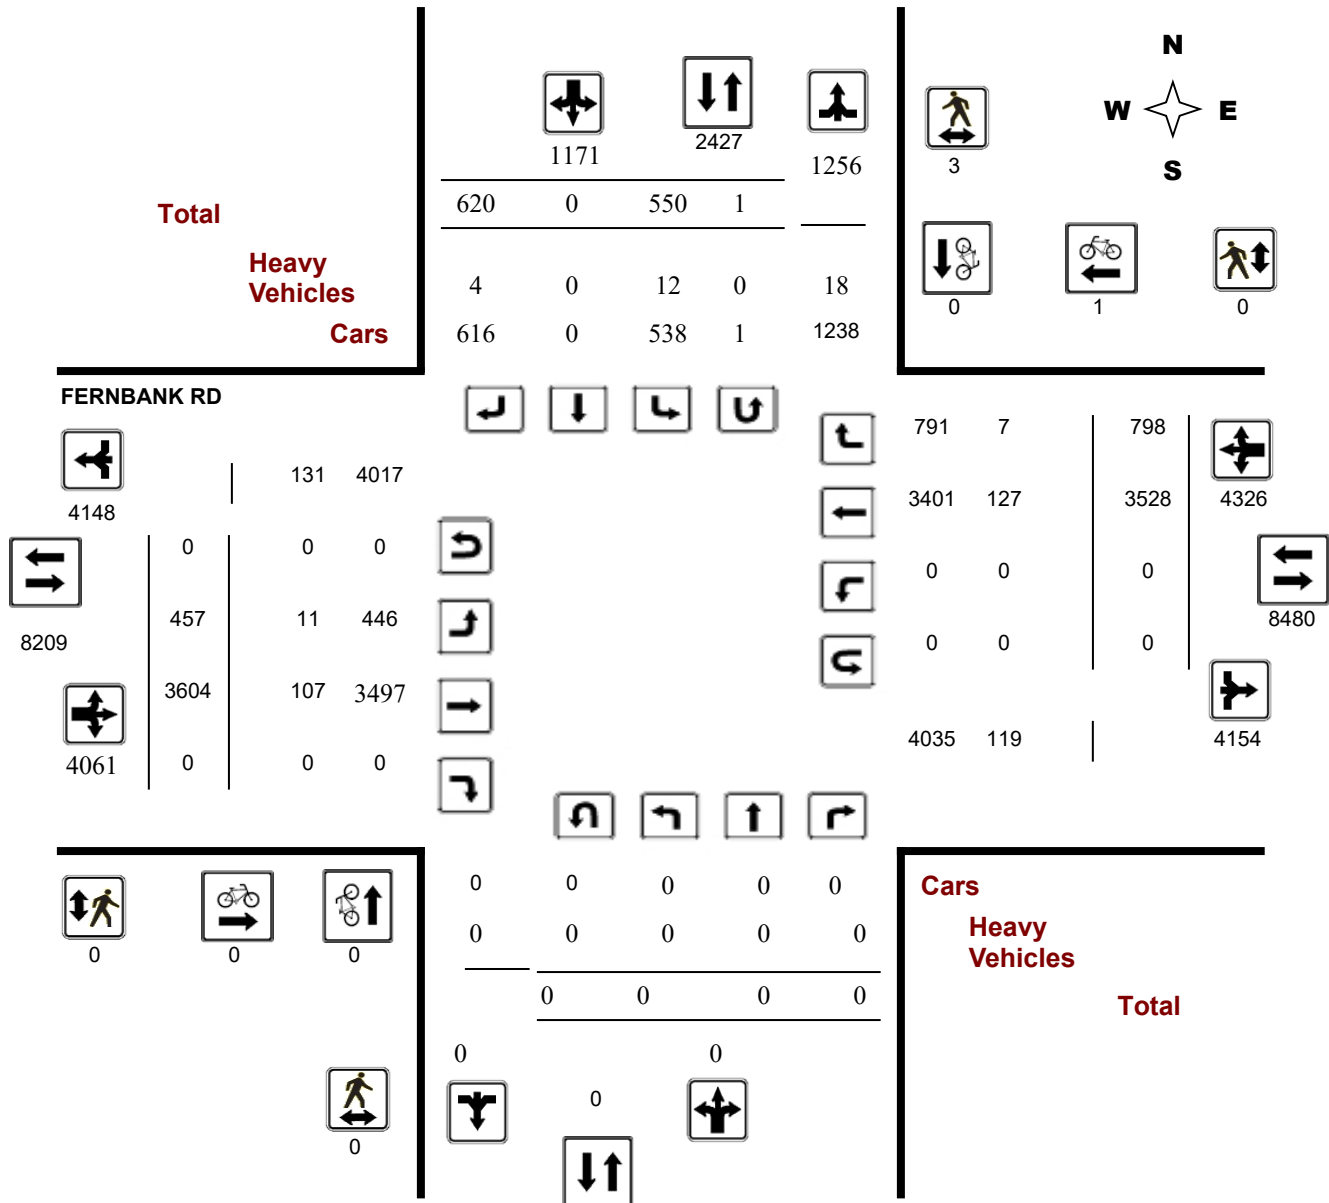 N
W E
S
1171 2427 1256 3
Total 620 0 550 1
Heavy
Vehicles 4 0 12 0 18
0 1 0
Cars 616 0 538 1 1238
FERNBANK RD
791 7 798
131 4017
4148
3401 127 3528 4326
0 0 0
0 0 0
457 11 446
8480
8209
0 0 0
3604 107 3497
4035 119 4154
4061 0 0 0
0 0 0 0 0
Cars
0 0 0 0 0
Heavy
Vehicles
0 0 0
0 0 0 0
Total
0 0
0
0